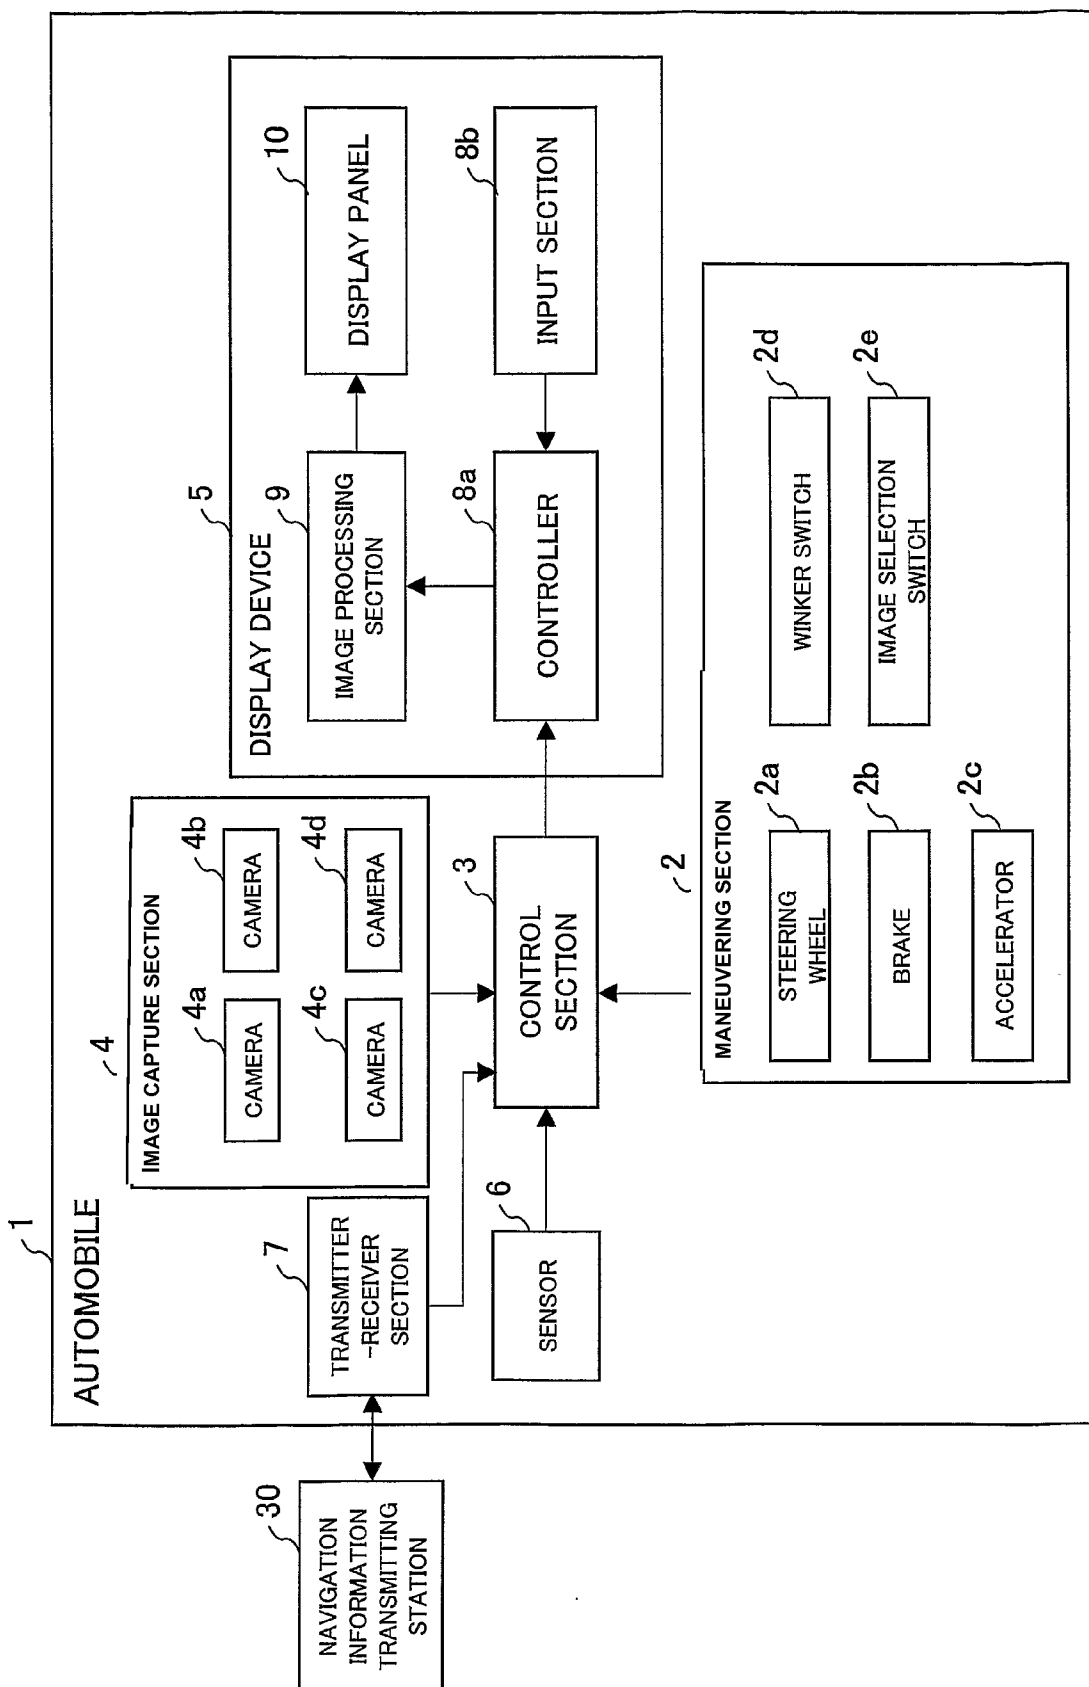 1
AUTOMOBILE
30
NAVIGATION
INFORMATION
TRANSMITTING
STATION
7
TRANSMITTER
-RECEIVER
SECTION
6
SENSOR
4
IMAGE CAPTURE SECTION
4a
CAMERA
4b
CAMERA
4c
CAMERA
4d
CAMERA
3
CONTROL
SECTION
5
DISPLAY DEVICE
9
IMAGE PROCESSING
SECTION
10
DISPLAY PANEL
8a
CONTROLLER
8b
INPUT SECTION
2
MANEUVERING SECTION
2a
STEERING
WHEEL
2b
BRAKE
2c
ACCELERATOR
2d
WINKER SWITCH
2e
IMAGE SELECTION
SWITCH